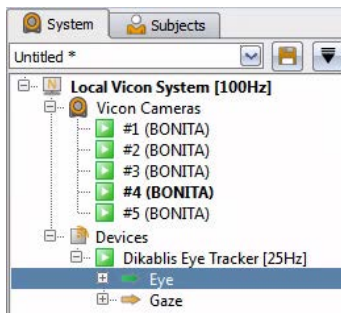 System Subjects
Untitled *
Local Vicon System [100Hz]
Vicon Cameras
#1 (BONITA)
#2 (BONITA)
#3 (BONITA)
#4 (BONITA)
#5 (BONITA)
Devices
Dikablis Eye Tracker [25Hz]
Eye
Gaze